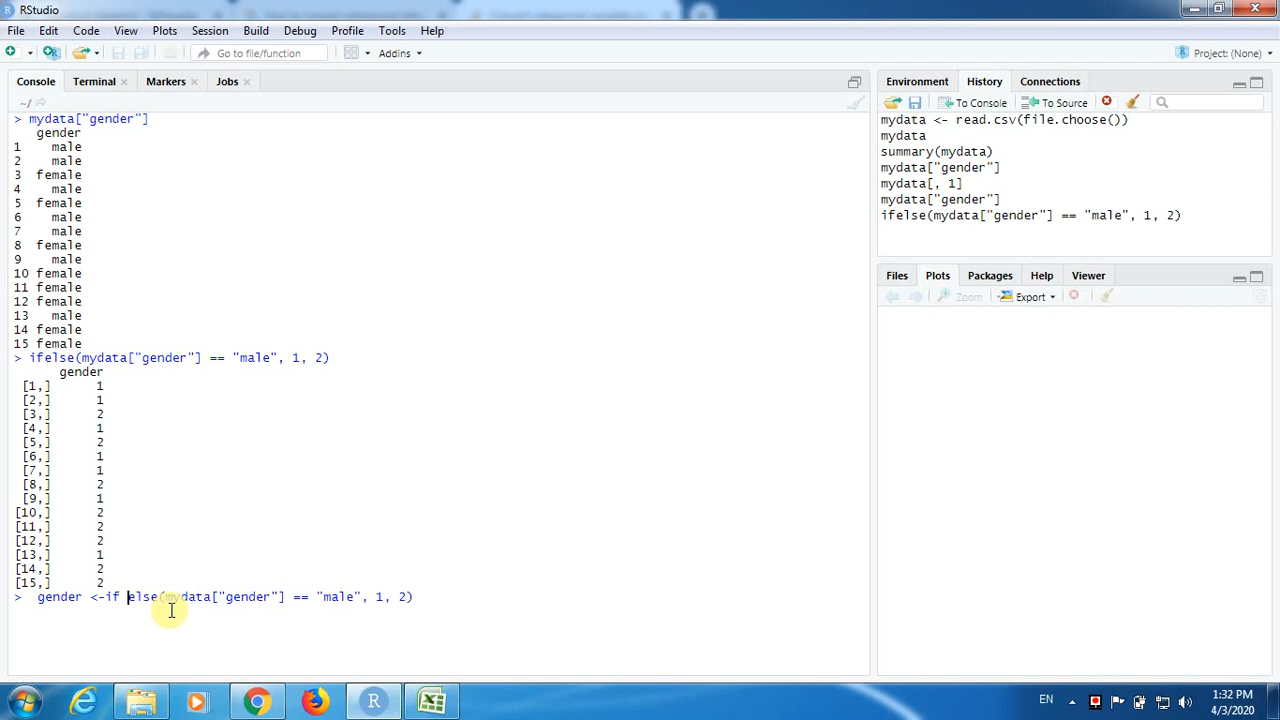 RStudio
File Edit Code View Plots Session Build Debug Profile Tools Help
Go to file/function Addins Project: (None)
Console Terminal Markers Jobs
~/
> mydata["gender"]
gender
1 male
2 male
3 female
4 male
5 female
6 male
7 male
8 female
9 male
10 female
11 female
12 female
13 male
14 female
15 female
> ifelse(mydata["gender"] == "male", 1, 2)
gender
[1,] 1
[2,] 1
[3,] 2
[4,] 1
[5,] 2
[6,] 1
[7,] 1
[8,] 2
[9,] 1
[10,] 2
[11,] 2
[12,] 2
[13,] 1
[14,] 2
[15,] 2
> gender <-if else(mydata["gender"] == "male", 1, 2)
Environment History Connections
To Console To Source
mydata <- read.csv(file.choose())
mydata
summary(mydata)
mydata["gender"]
mydata[, 1]
mydata["gender"]
ifelse(mydata["gender"] == "male", 1, 2)
Files Plots Packages Help Viewer
Zoom Export
EN 1:32 PM
4/3/2020